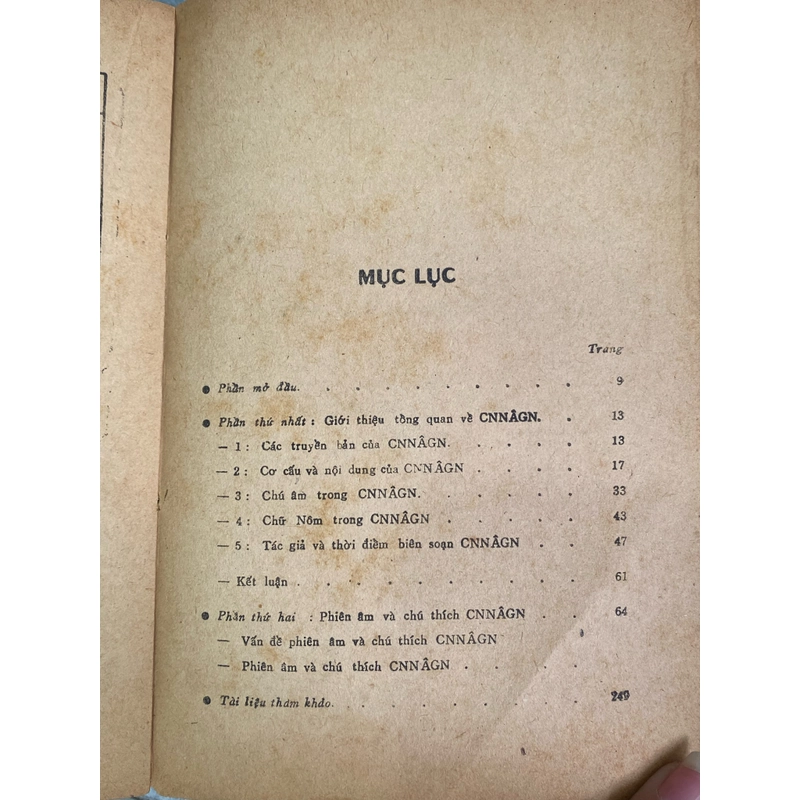 MỤC LỤC
Trang
● Phần mở đầu. . . . . . . . . . 9
● Phần thứ nhất : Giới thiệu tổng quan về CNNÂGN. . 13
— 1 : Các truyền bản của CNNÂGN. . . . . 13
— 2 : Cơ cấu và nội dung của CNNÂGN . . . . 17
— 3 : Chú âm trong CNNÂGN. . . . . . 33
— 4 : Chữ Nôm trong CNNÂGN . . . . . 43
— 5 : Tác giả và thời điểm biên soạn CNNÂGN . . 47
— Kết luận . . . . . . . . . . 61
● Phần thứ hai : Phiên âm và chú thích CNNÂGN . . 64
— Vấn đề phiên âm và chú thích CNNÂGN
— Phiên âm và chú thích CNNÂGN . . . .
● Tài liệu tham khảo. . . . . . . . 249